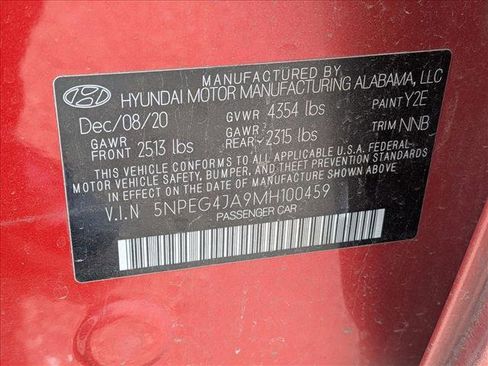 MANUFACTURED BY
HYUNDAI MOTOR MANUFACTURING ALABAMA, LLC
Dec/08/20 GVWR 4354 lbs PAINT Y2E
GAWR FRONT 2513 lbs GAWR REAR 2315 lbs TRIM NNB
THIS VEHICLE CONFORMS TO ALL APPLICABLE U.S.A. FEDERAL
MOTOR VEHICLE SAFETY, BUMPER, AND THEFT PREVENTION STANDARDS
IN EFFECT ON THE DATE OF MANUFACTURE SHOWN ABOVE.
V.I.N 5NPEG4JA9MH100459
PASSENGER CAR